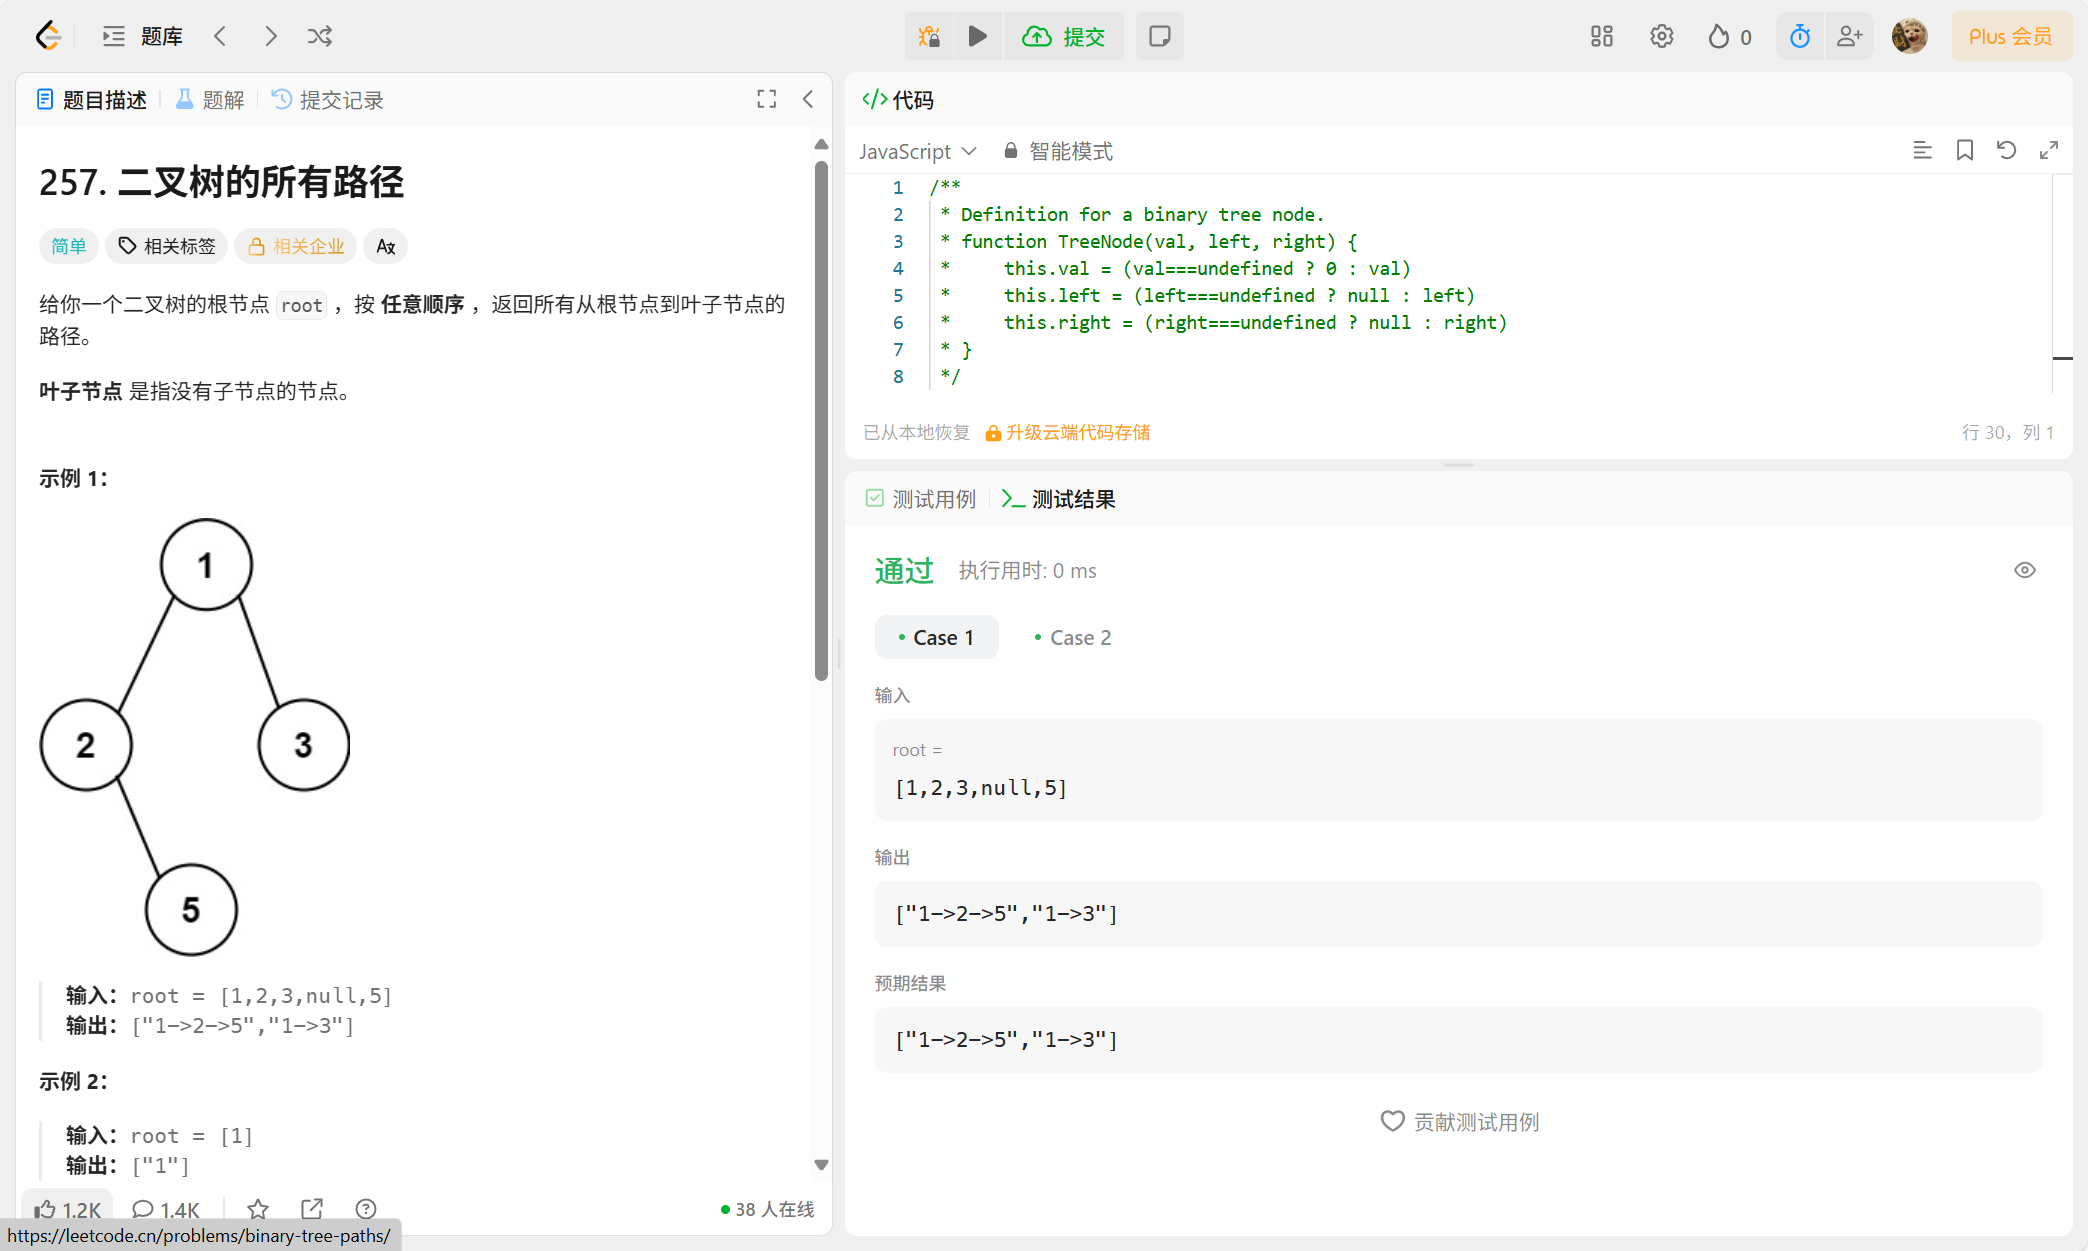 题库
提交
0
Plus 会员
题目描述
题解
提交记录
257. 二叉树的所有路径
简单
相关标签
相关企业
给你一个二叉树的根节点 root ，按 任意顺序 ，返回所有从根节点到叶子节点的
路径。
叶子节点 是指没有子节点的节点。
示例 1：
1
2
3
5
输入：root = [1,2,3,null,5]
输出：["1->2->5","1->3"]
示例 2：
输入：root = [1]
输出：["1"]
1.2K
1.4K
38 人在线
https://leetcode.cn/problems/binary-tree-paths/
</> 代码
JavaScript
智能模式
1 /**
2  * Definition for a binary tree node.
3  * function TreeNode(val, left, right) {
4  *     this.val = (val===undefined ? 0 : val)
5  *     this.left = (left===undefined ? null : left)
6  *     this.right = (right===undefined ? null : right)
7  * }
8  */
已从本地恢复
升级云端代码存储
行 30，列 1
测试用例
测试结果
通过
执行用时: 0 ms
• Case 1
• Case 2
输入
root =
[1,2,3,null,5]
输出
["1->2->5","1->3"]
预期结果
["1->2->5","1->3"]
贡献测试用例